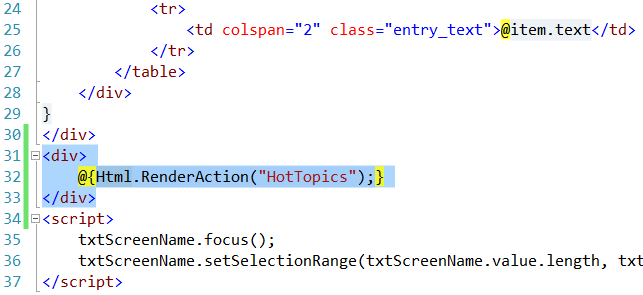 24 <tr>
25 <td colspan="2" class="entry_text">@item.text</td>
26 </tr>
27 </table>
28 </div>
29 }
30 </div>
31 <div>
32 @{Html.RenderAction("HotTopics");}
33 </div>
34 <script>
35 txtScreenName.focus();
36 txtScreenName.setSelectionRange(txtScreenName.value.length, txt
37 </script>